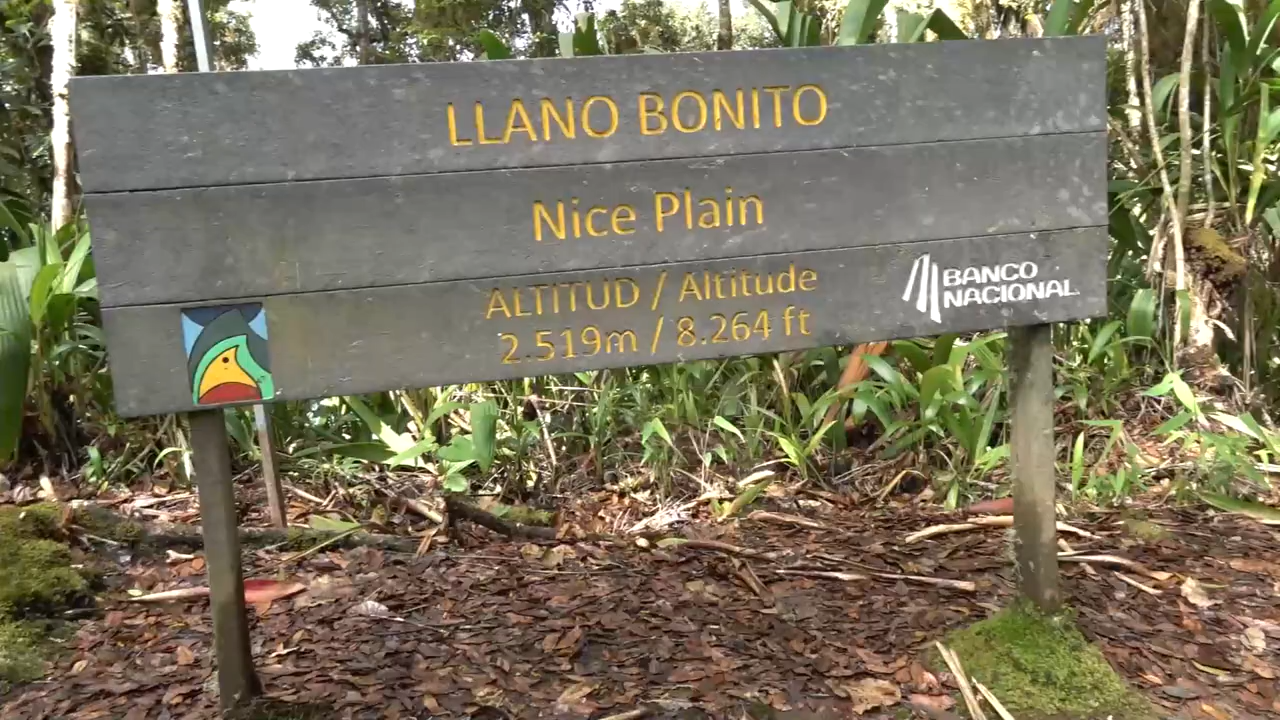 LLANO BONITO
Nice Plain
ALTITUD / Altitude
2.519m / 8.264 ft
BANCO
NACIONAL